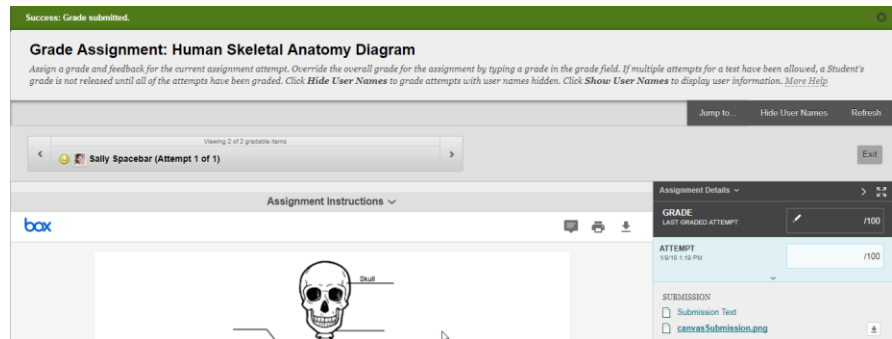 Success: Grade submitted.
Grade Assignment: Human Skeletal Anatomy Diagram
Assign a grade and feedback for the current assignment attempt. Override the overall grade for the assignment by typing a grade in the grade field. If multiple attempts for a test have been allowed, a Student's
grade is not released until all of the attempts have been graded. Click Hide User Names to grade attempts with user names hidden. Click Show User Names to display user information. More Help
Jump to... Hide User Names Refresh
Viewing 2 of 2 gradable items
Sally Spacebar (Attempt 1 of 1)
Exit
Assignment Instructions
Assignment Details
box
GRADE
LAST GRADED ATTEMPT
/100
ATTEMPT
1/9/18 1:19 PM
/100
Skull
SUBMISSION
Submission Text
canvasSubmission.png